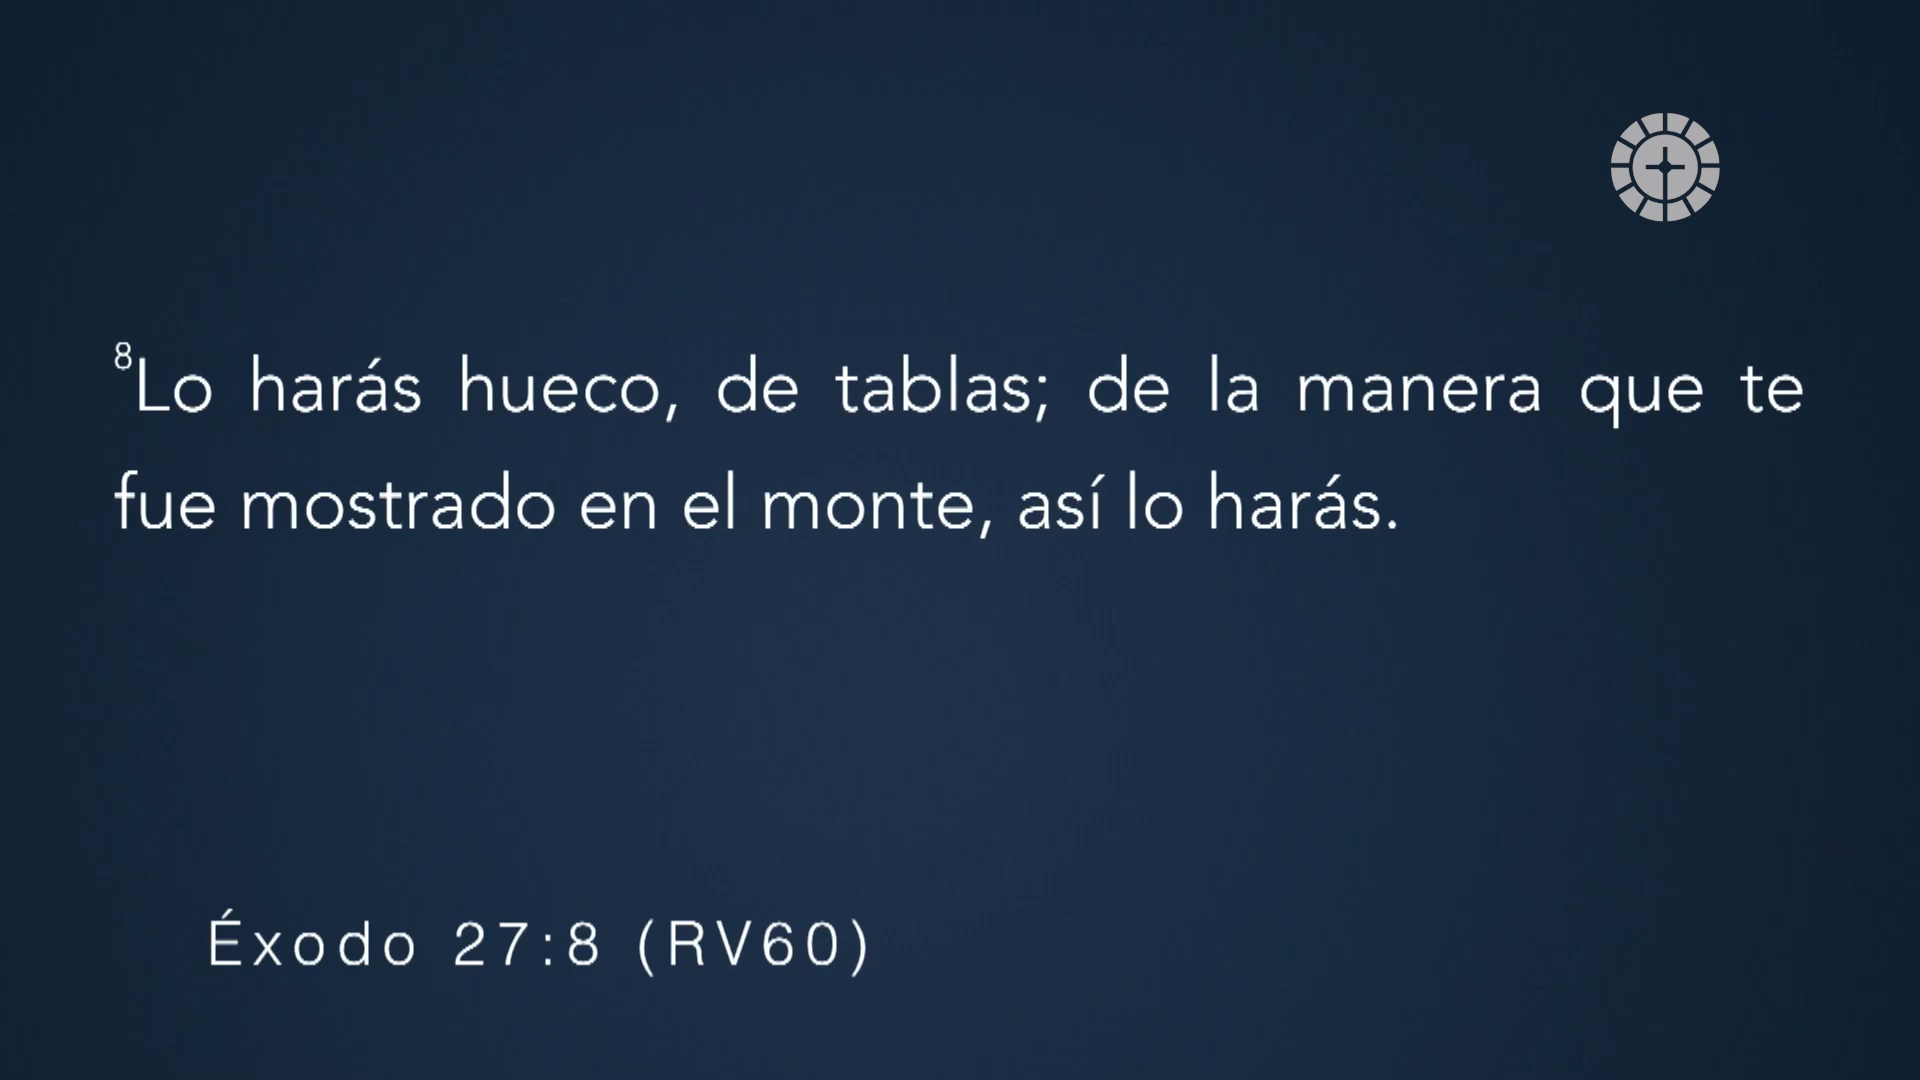 ⁸Lo harás hueco, de tablas; de la manera que te
fue mostrado en el monte, así lo harás.
Éxodo 27:8 (RV60)